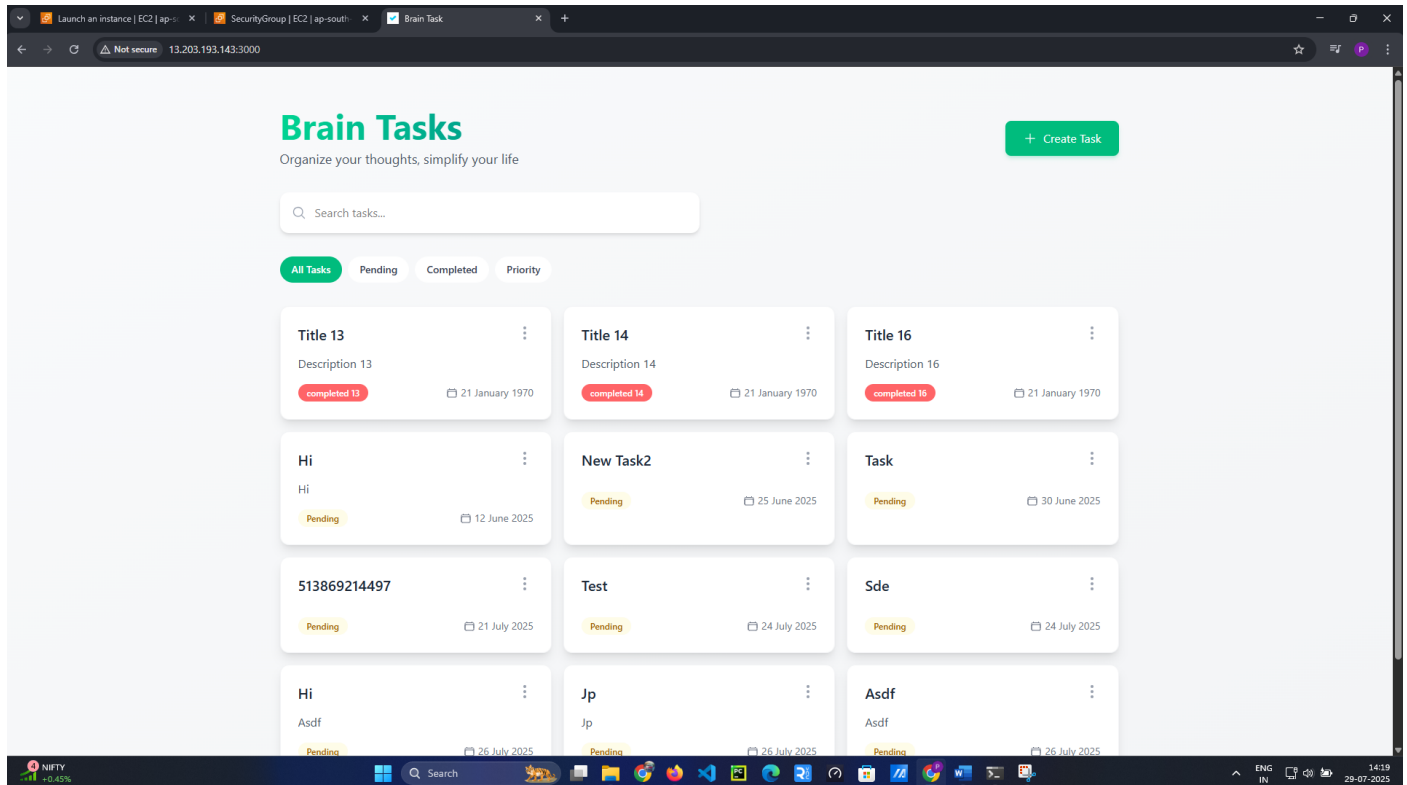 Launch an instance | EC2 | ap-s
SecurityGroup | EC2 | ap-south-
Brain Task
Not secure 13.203.193.143:3000
P
Brain Tasks
Organize your thoughts, simplify your life
+ Create Task
Search tasks...
All Tasks Pending Completed Priority
Title 13
Description 13
completed 13 21 January 1970
Title 14
Description 14
completed 14 21 January 1970
Title 16
Description 16
completed 16 21 January 1970
Hi
Hi
Pending 12 June 2025
New Task2
Pending 25 June 2025
Task
Pending 30 June 2025
513869214497
Pending 21 July 2025
Test
Pending 24 July 2025
Sde
Pending 24 July 2025
Hi
Asdf
Pending 26 July 2025
Jp
Jp
Pending 26 July 2025
Asdf
Asdf
Pending 26 July 2025
4
NIFTY
+0.45%
Search
ENG
IN
14:19
29-07-2025